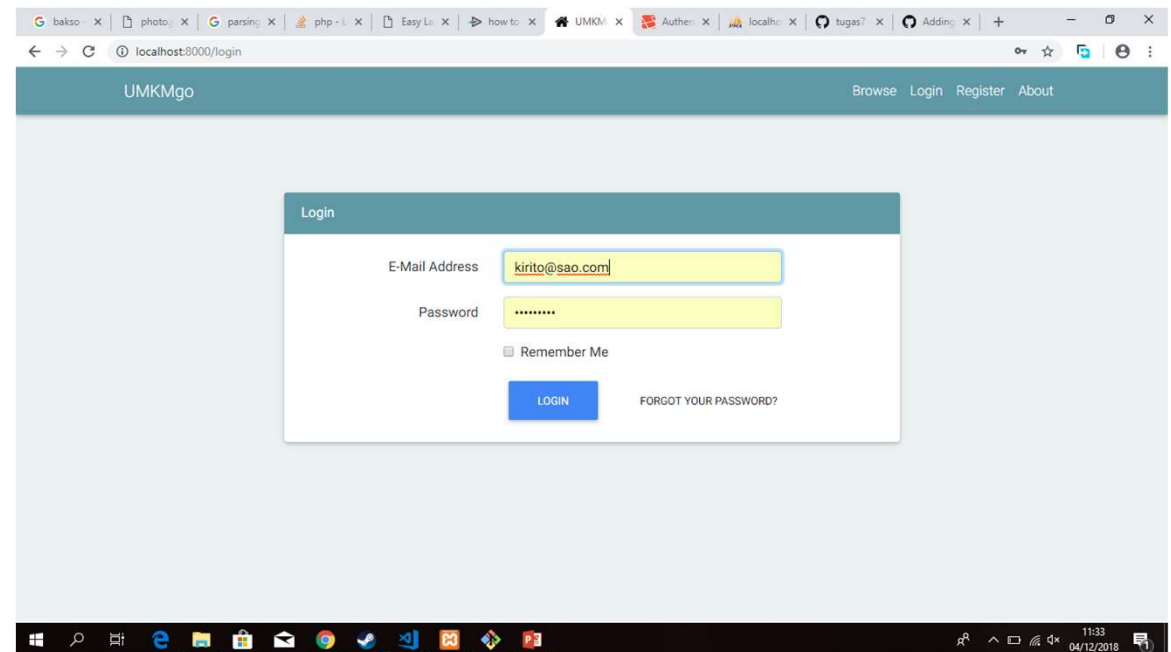 bakso - photo.j parsing php - L Easy La how to UMKM Authen localho tugas7 Adding
localhost:8000/login
UMKMgo Browse Login Register About
Login
E-Mail Address kirito@sao.com
Password •••••••••
Remember Me
LOGIN FORGOT YOUR PASSWORD?
11:33
04/12/2018